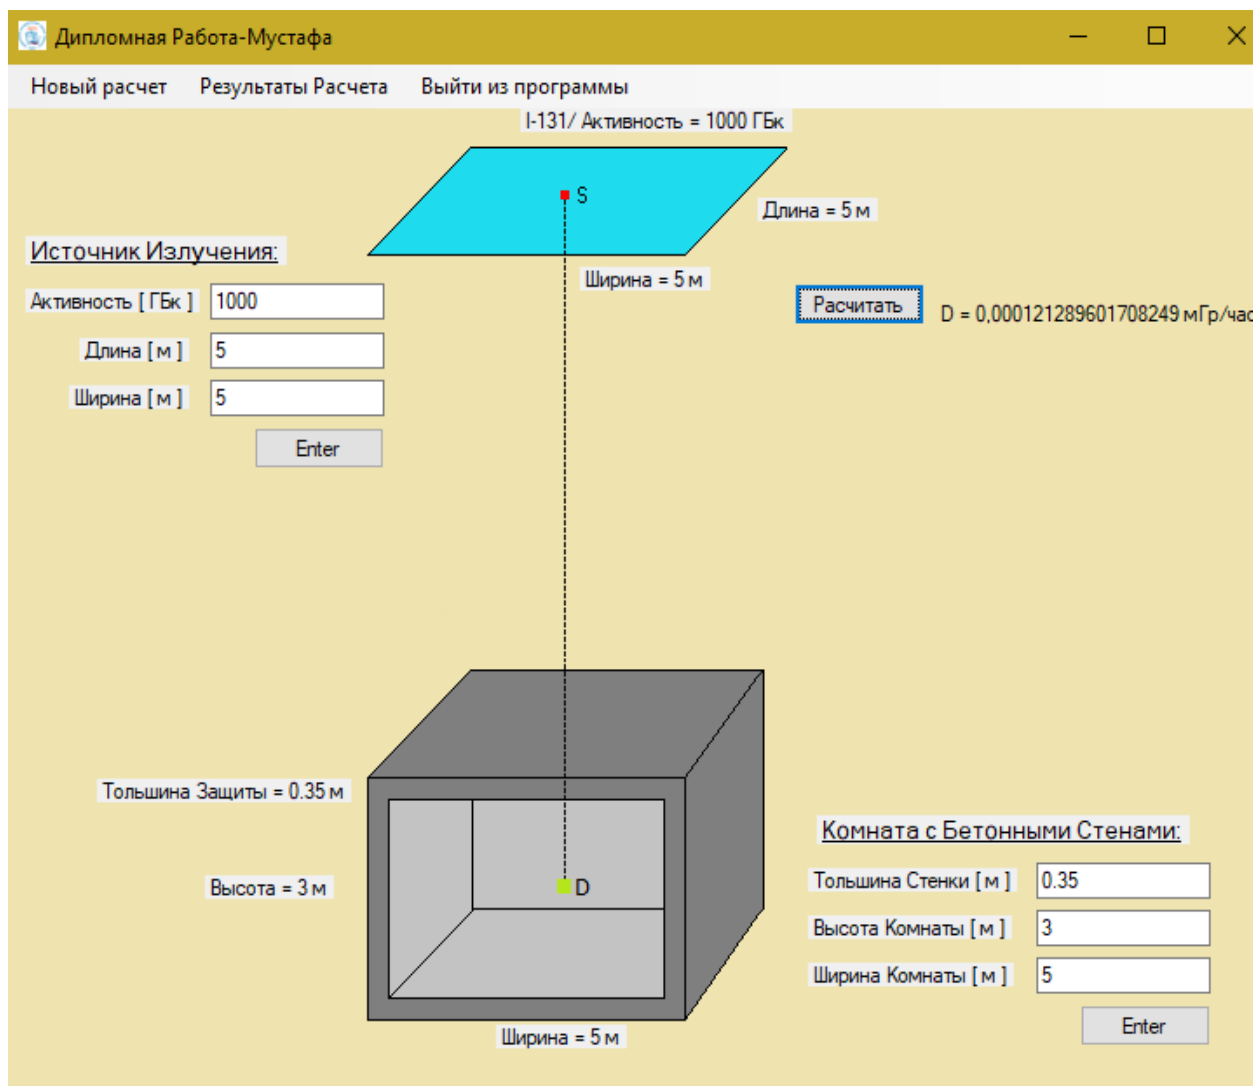 Дипломная Работа-Мустафа
Новый расчет Результаты Расчета Выйти из программы
I-131/ Активность = 1000 ГБк
S
Длина = 5 м
Источник Излучения:
Ширина = 5 м
Активность [ ГБк ] 1000
Расчитать D = 0,000121289601708249 мГр/час
Длина [ м ] 5
Ширина [ м ] 5
Enter
Тольшина Защиты = 0.35 м
Комната с Бетонными Стенами:
Высота = 3 м
D
Тольшина Стенки [ м ] 0.35
Высота Комнаты [ м ] 3
Ширина Комнаты [ м ] 5
Enter
Ширина = 5 м